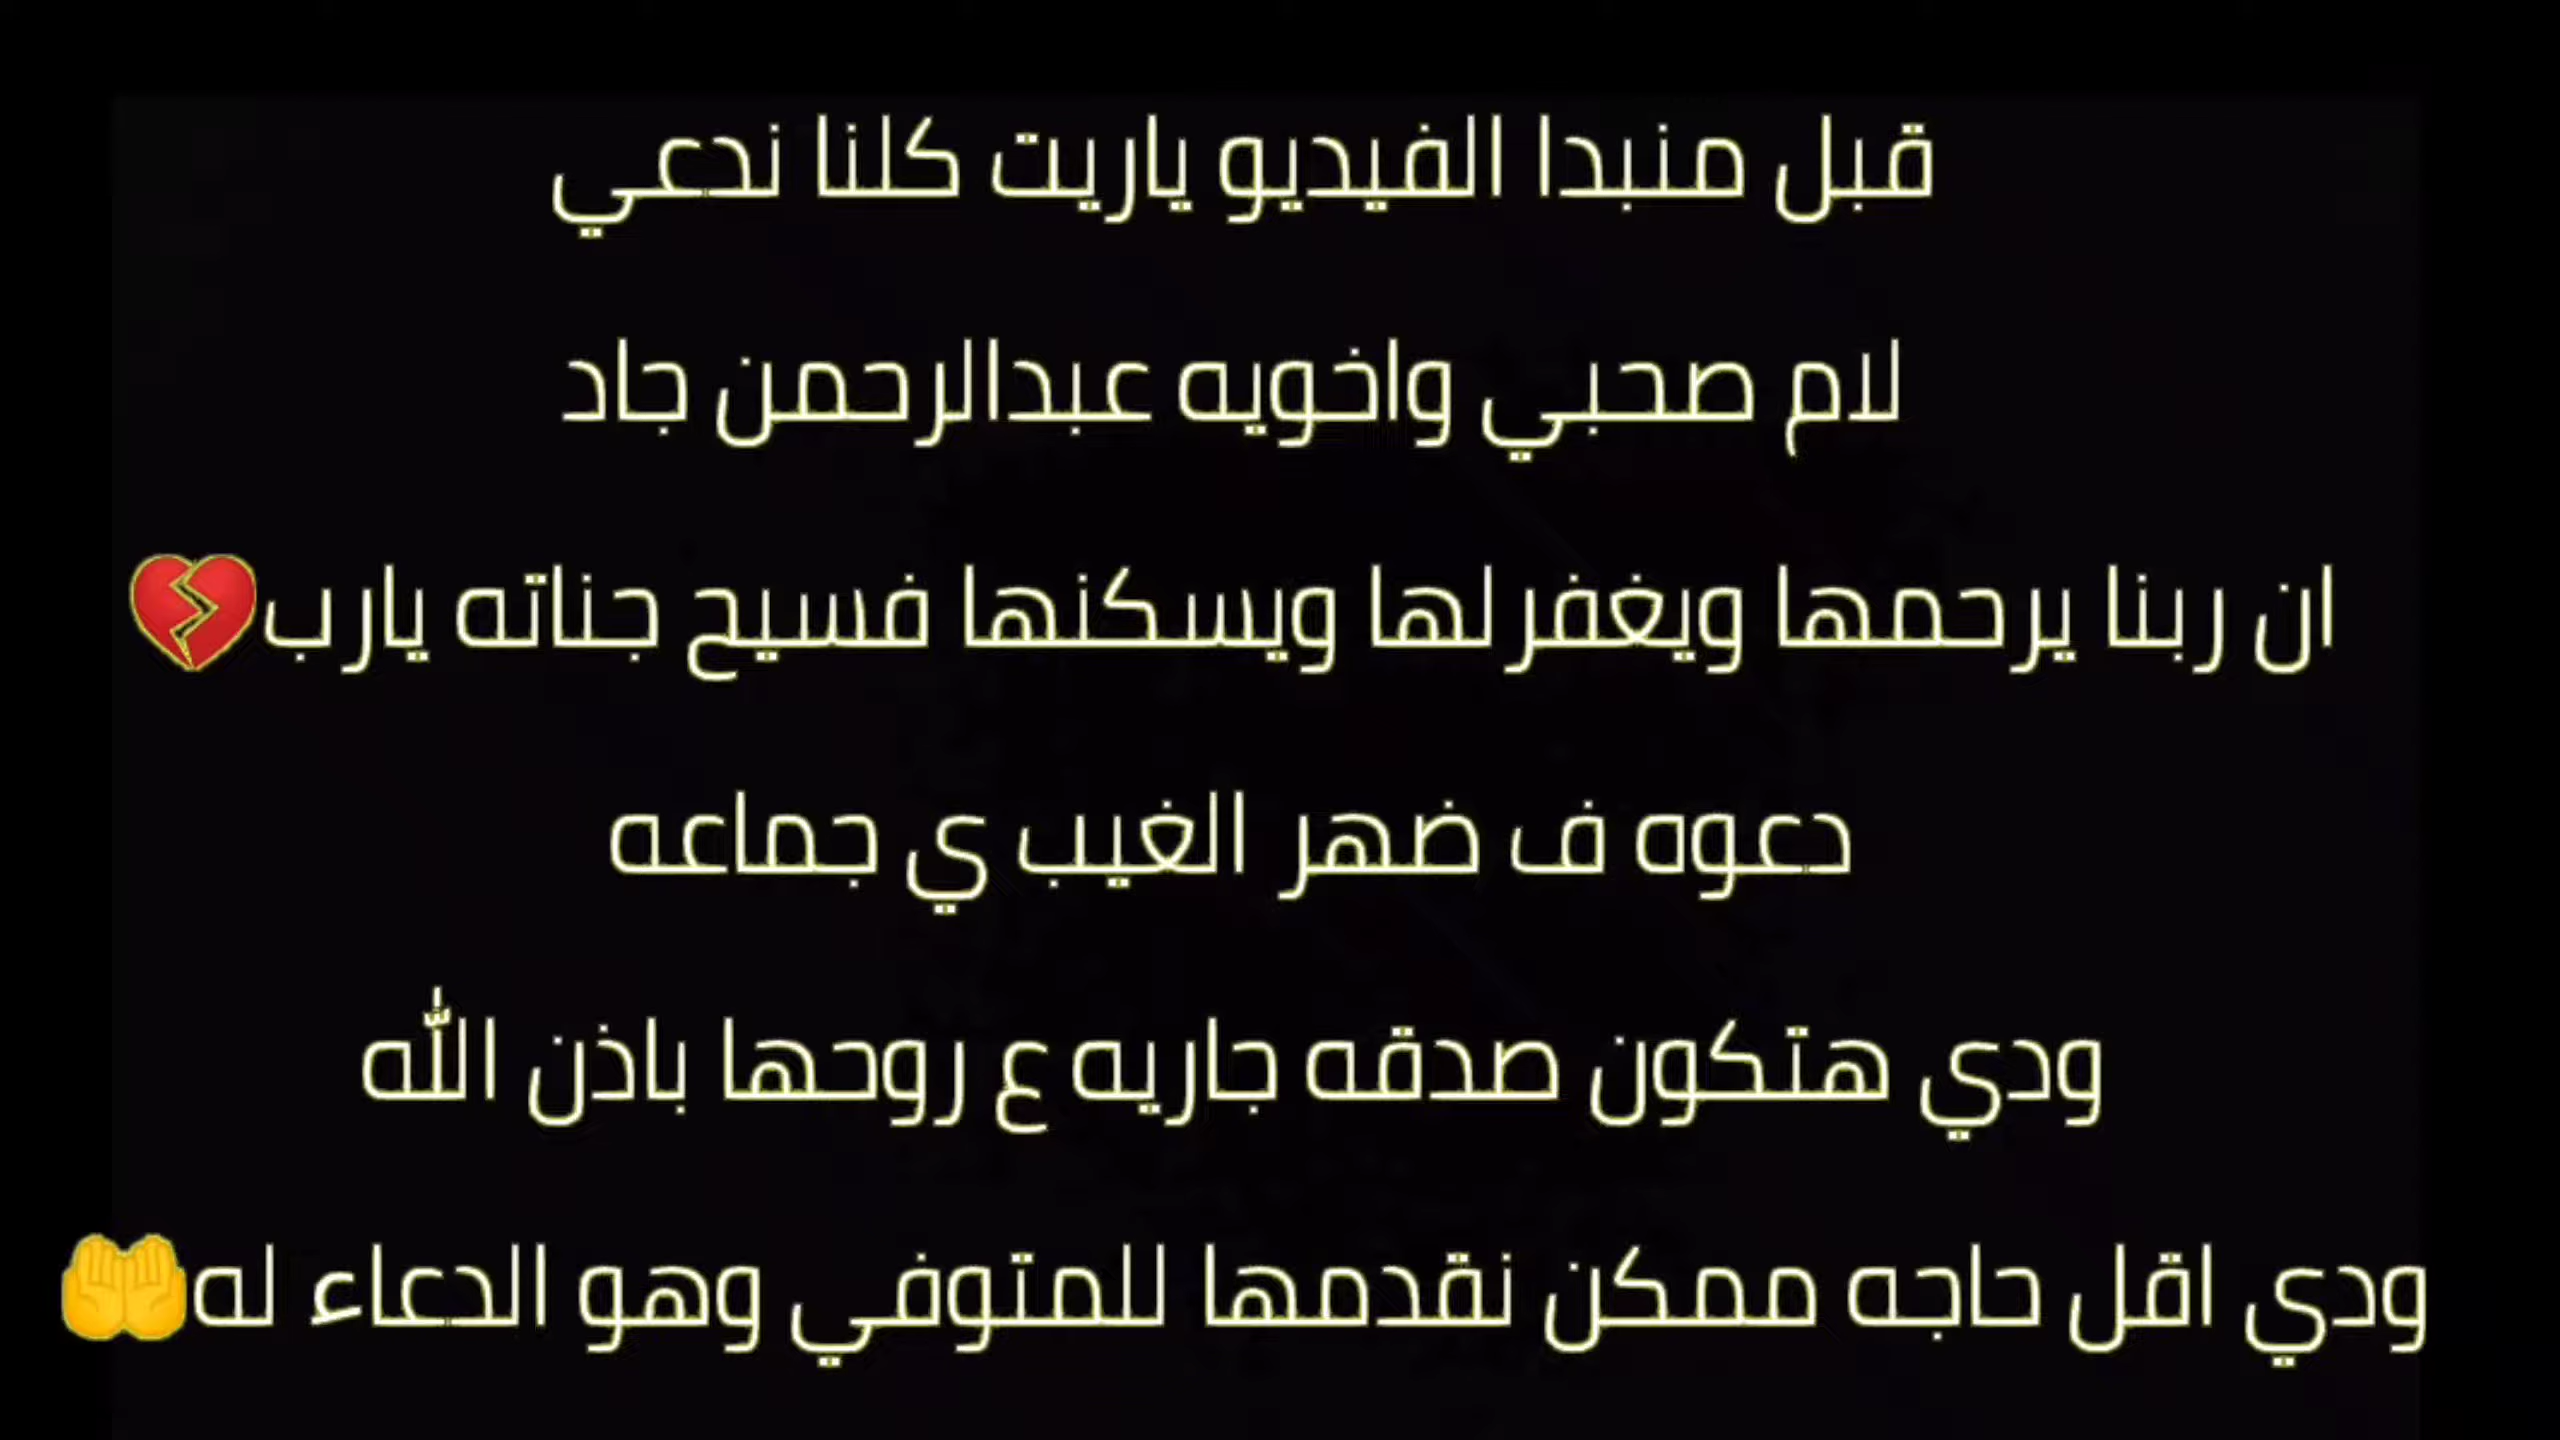 قبل منبدا الفيديو ياريت كلنا ندعي
لام صحبي واخويه عبدالرحمن جاد
ان ربنا يرحمها ويغفر لها ويسكنها فسيح جناته يارب💔
دعوه ف ضهر الغيب ي جماعه
ودي هتكون صدقه جاريه ع روحها باذن الله
ودي اقل حاجه ممكن نقدمها للمتوفي وهو الدعاء له🤲